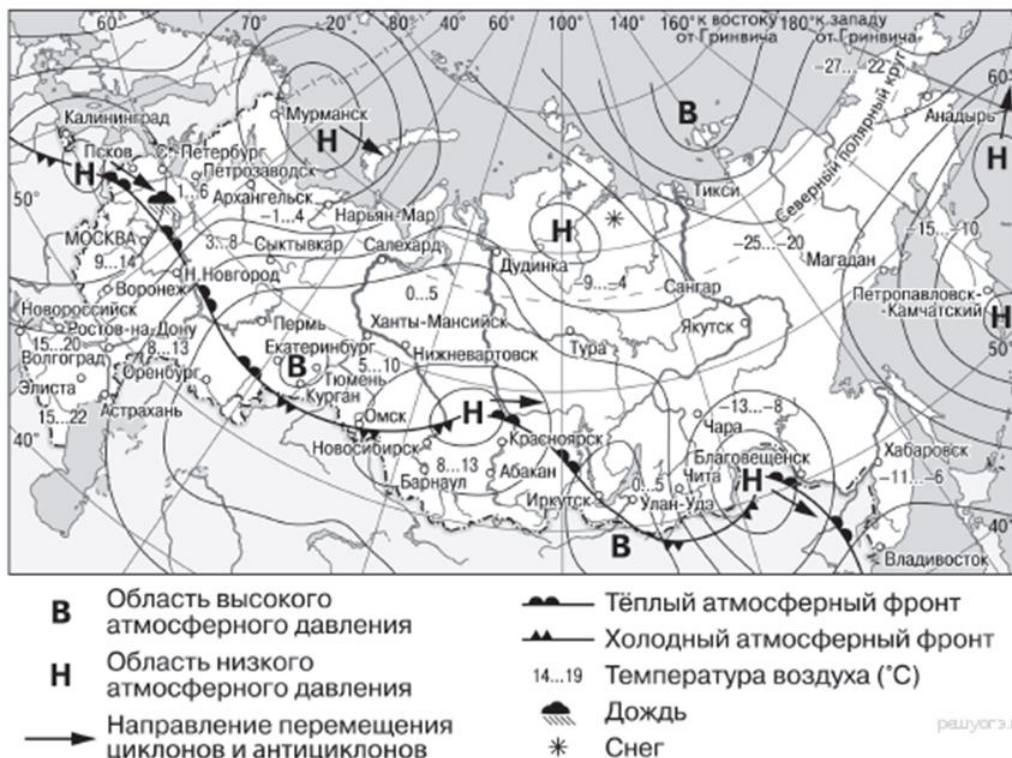 60° 70° 20° 80° 40° 60° 100° 140° 160° к востоку 180° к западу
от Гринвича от Гринвича
-27...-22
Северный полярный круг
60°
Анадырь
Мурманск
В
Н
Н
Калининград
Псков
С.-Петербург
Н
Петрозаводск
1...6
50°
Архангельск
-1...4
Нарьян-Мар
Тикси
-15...-10
МОСКВА
9...14
3...8
Сыктывкар
Салехард
Н
Дудинка
-9...-4
-25...-20
Магадан
Н.Новгород
Воронеж
0...5
Сангар
Петропавловск-
-Камчатский
Н
Новороссийск
Ростов-на-Дону
Пермь
Ханты-Мансийск
Якутск
50°
15...20
8...13
Екатеринбург
Тура
Волгоград
Оренбург
В
5...10
Нижневартовск
Тюмень
Элиста
Курган
15...22
Астрахань
Омск
Н
-13...-8
Чара
40°
Новосибирск
Красноярск
Благовещенск
Хабаровск
8...13
Абакан
0...5
Чита
Н
-11...-6
Барнаул
Иркутск
Улан-Удэ
40°
В
Владивосток
В Область высокого
атмосферного давления
Н Область низкого
атмосферного давления
Направление перемещения
циклонов и антициклонов
Тёплый атмосферный фронт
Холодный атмосферный фронт
14...19 Температура воздуха (°С)
Дождь
Снег